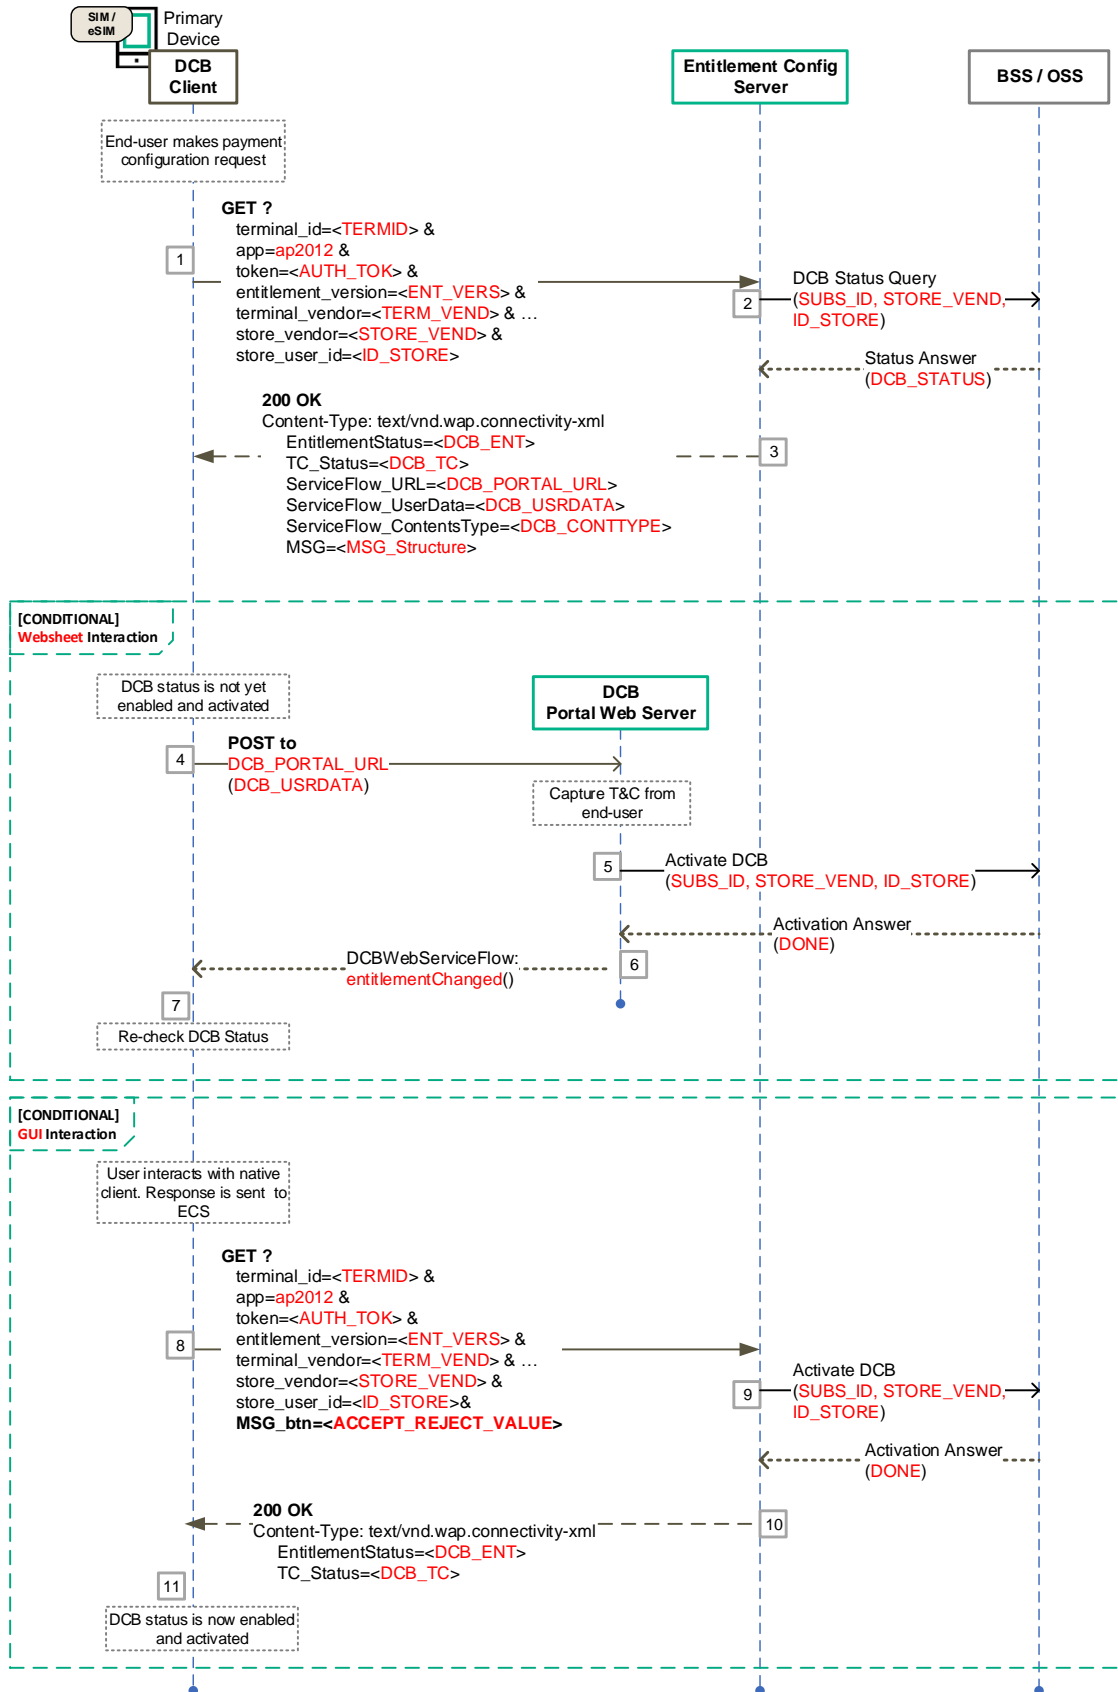 SIM /
eSIM
Primary
Device
DCB
Client
Entitlement Config
Server
BSS / OSS
End-user makes payment
configuration request
GET ?
terminal_id=<TERMID> &
app=ap2012 &
token=<AUTH_TOK> &
entitlement_version=<ENT_VERS> &
terminal_vendor=<TERM_VEND> & …
store_vendor=<STORE_VEND> &
store_user_id=<ID_STORE>
1
2
DCB Status Query
(SUBS_ID, STORE_VEND,
ID_STORE)
Status Answer
(DCB_STATUS)
200 OK
Content-Type: text/vnd.wap.connectivity-xml
EntitlementStatus=<DCB_ENT>
TC_Status=<DCB_TC>
ServiceFlow_URL=<DCB_PORTAL_URL>
ServiceFlow_UserData=<DCB_USRDATA>
ServiceFlow_ContentsType=<DCB_CONTTYPE>
MSG=<MSG_Structure>
3
[CONDITIONAL]
Websheet Interaction
DCB status is not yet
enabled and activated
DCB
Portal Web Server
4
POST to
DCB_PORTAL_URL
(DCB_USRDATA)
Capture T&C from
end-user
5
Activate DCB
(SUBS_ID, STORE_VEND, ID_STORE)
Activation Answer
(DONE)
DCBWebServiceFlow:
entitlementChanged()
6
7
Re-check DCB Status
[CONDITIONAL]
GUI Interaction
User interacts with native
client. Response is sent to
ECS
GET ?
terminal_id=<TERMID> &
app=ap2012 &
token=<AUTH_TOK> &
entitlement_version=<ENT_VERS> &
terminal_vendor=<TERM_VEND> & …
store_vendor=<STORE_VEND> &
store_user_id=<ID_STORE>&
MSG_btn=<ACCEPT_REJECT_VALUE>
8
9
Activate DCB
(SUBS_ID, STORE_VEND,
ID_STORE)
Activation Answer
(DONE)
200 OK
Content-Type: text/vnd.wap.connectivity-xml
EntitlementStatus=<DCB_ENT>
TC_Status=<DCB_TC>
10
11
DCB status is now enabled
and activated